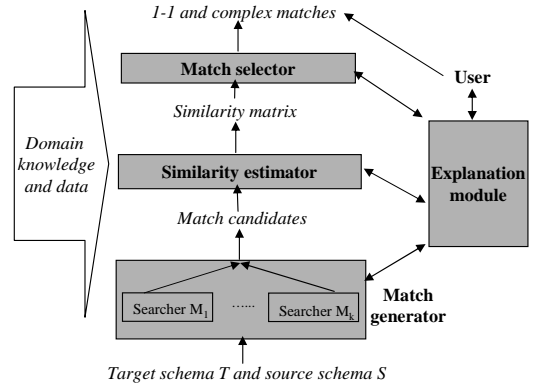 1-1 and complex matches
Match selector
User
Similarity matrix
Domain
knowledge
and data
Similarity estimator
Explanation
module
Match candidates
Searcher M1
…...
Searcher Mk
Match
generator
Target schema T and source schema S